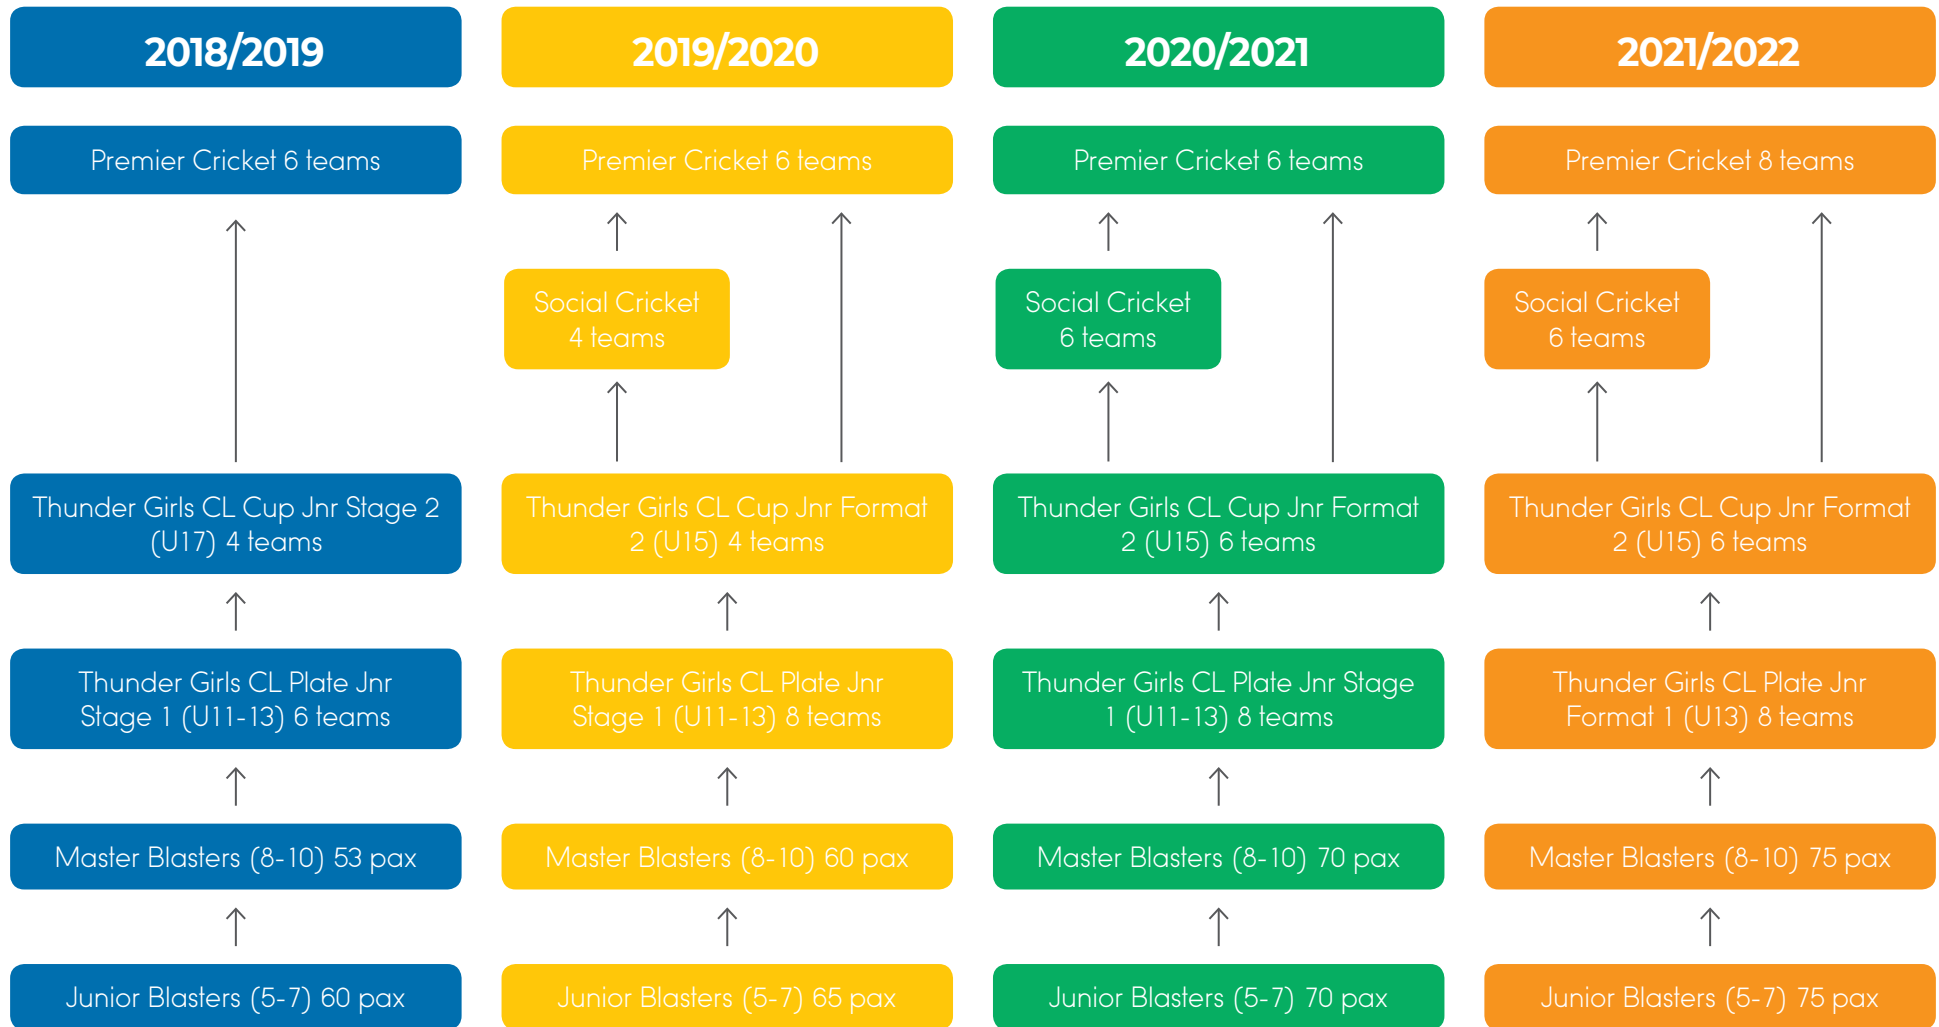 2018/2019
Premier Cricket 6 teams
Thunder Girls CL Cup Jnr Stage 2
(U17) 4 teams
Thunder Girls CL Plate Jnr
Stage 1 (U11-13) 6 teams
Master Blasters (8-10) 53 pax
Junior Blasters (5-7) 60 pax
2019/2020
Premier Cricket 6 teams
Social Cricket
4 teams
Thunder Girls CL Cup Jnr Format
2 (U15) 4 teams
Thunder Girls CL Plate Jnr
Stage 1 (U11-13) 8 teams
Master Blasters (8-10) 60 pax
Junior Blasters (5-7) 65 pax
2020/2021
Premier Cricket 6 teams
Social Cricket
6 teams
Thunder Girls CL Cup Jnr Format
2 (U15) 6 teams
Thunder Girls CL Plate Jnr Stage
1 (U11-13) 8 teams
Master Blasters (8-10) 70 pax
Junior Blasters (5-7) 70 pax
2021/2022
Premier Cricket 8 teams
Social Cricket
6 teams
Thunder Girls CL Cup Jnr Format
2 (U15) 6 teams
Thunder Girls CL Plate Jnr
Format 1 (U13) 8 teams
Master Blasters (8-10) 75 pax
Junior Blasters (5-7) 75 pax